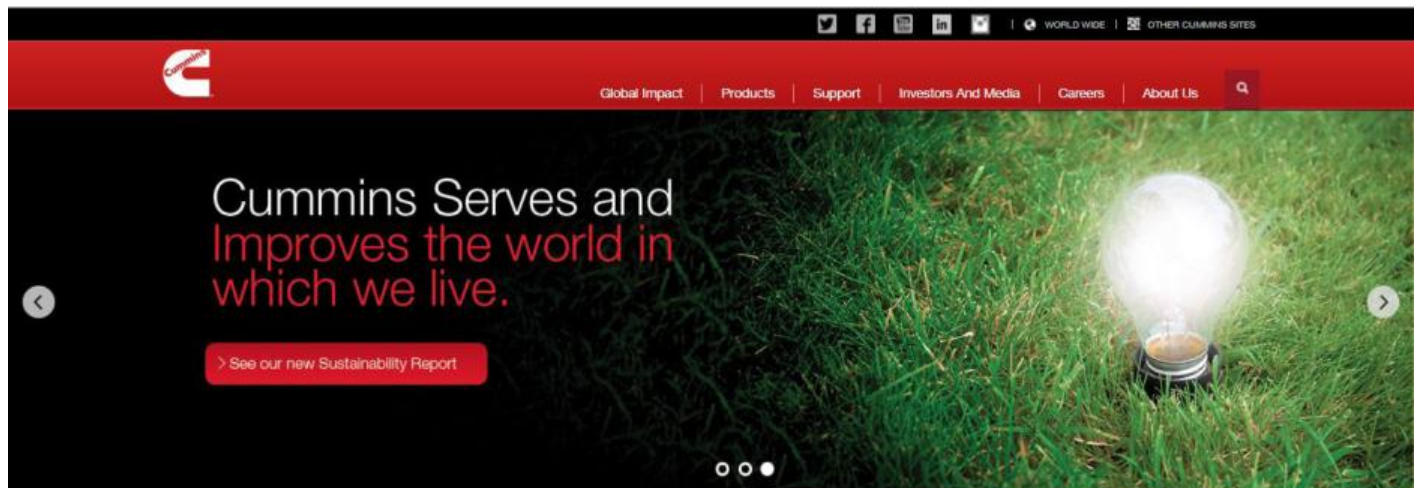 WORLD WIDE | OTHER CUMMINS SITES
Cummins
Global Impact | Products | Support | Investors And Media | Careers | About Us
Cummins Serves and
Improves the world in
which we live.
> See our new Sustainability Report